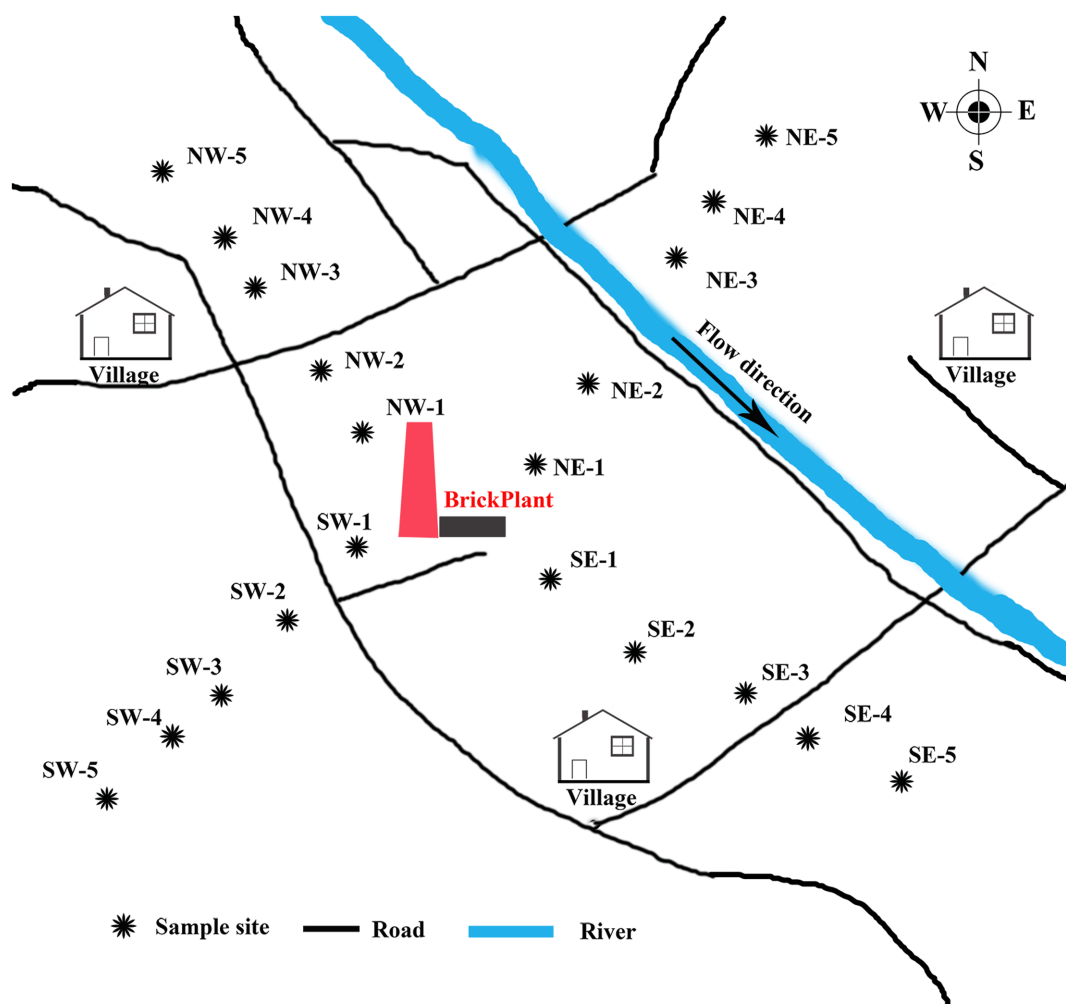 N
W E
S
NE-5
NW-5
NE-4
NW-4
NW-3
NE-3
Flow direction
Village
Village
NW-2
NE-2
NW-1
NE-1
BrickPlant
SW-1
SE-1
SW-2
SE-2
SW-3
SE-3
SW-4
SE-4
SW-5
SE-5
Village
Sample site Road River